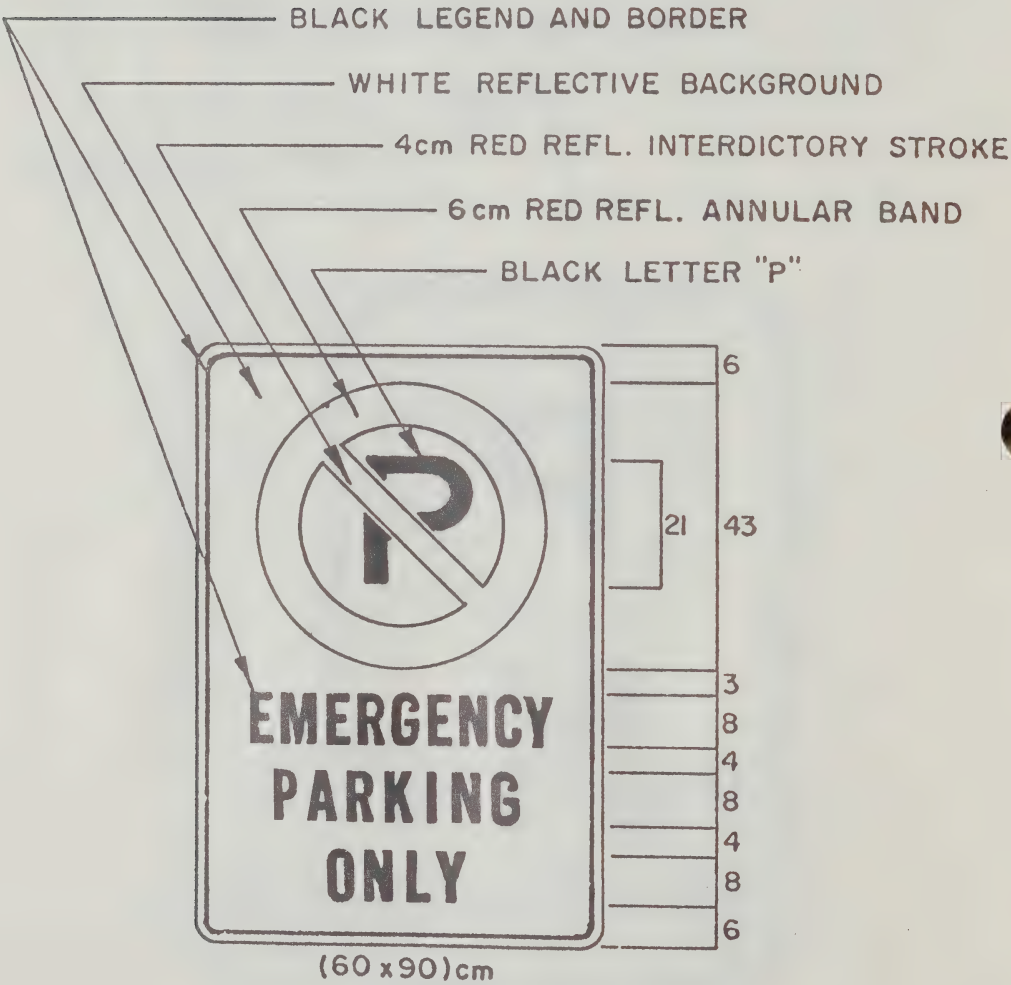 BLACK LEGEND AND BORDER
WHITE REFLECTIVE BACKGROUND
4cm RED REFL. INTERDICTORY STROKE
6cm RED REFL. ANNULAR BAND
BLACK LETTER "P"
6
P
21 43
3
EMERGENCY
8
4
PARKING
8
4
ONLY
8
6
(60 x 90)cm